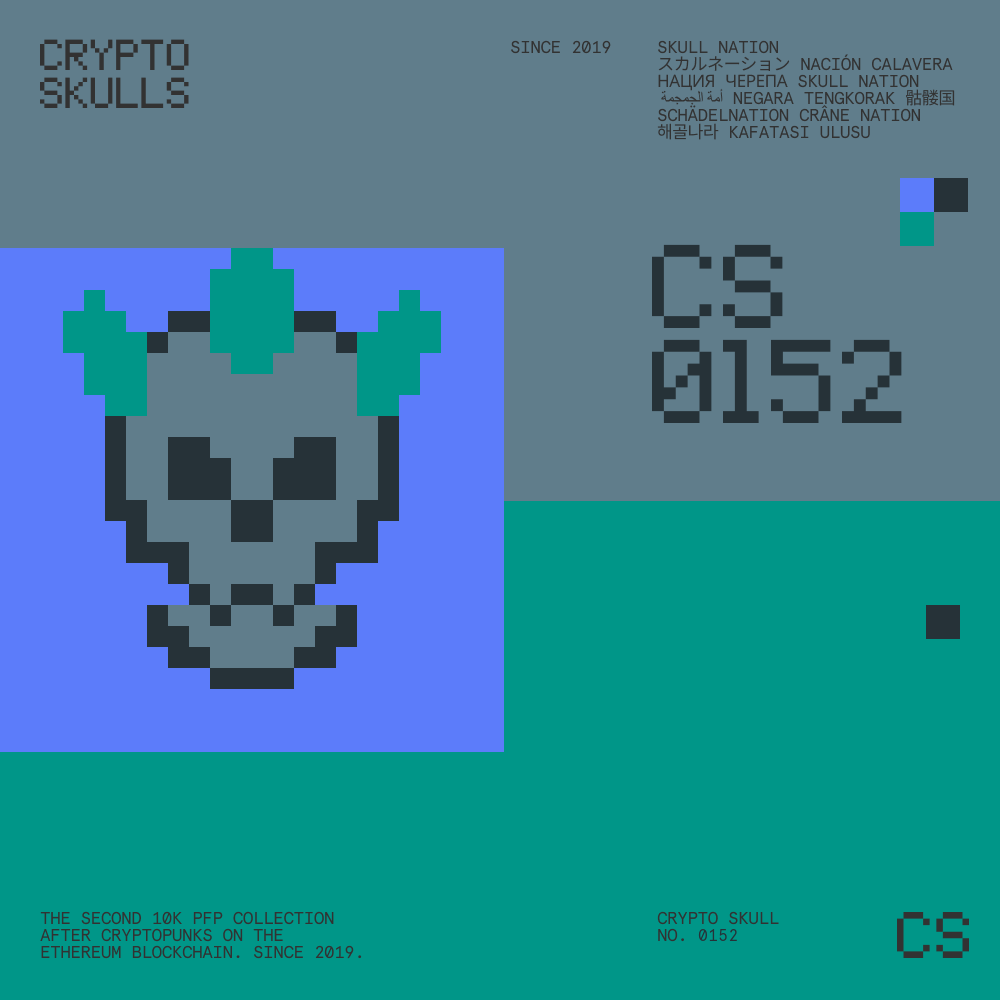 CRYPTO
SKULLS
SINCE 2019
SKULL NATION
スカルネーション NACIÓN CALAVERA
НАЦИЯ ЧЕРЕПА SKULL NATION
أمة الجمجمة NEGARA TENGKORAK 骷髅国
SCHÄDELNATION CRÂNE NATION
해골나라 KAFATASI ULUSU
CS
0152
THE SECOND 10K PFP COLLECTION
AFTER CRYPTOPUNKS ON THE
ETHEREUM BLOCKCHAIN. SINCE 2019.
CRYPTO SKULL
NO. 0152
CS